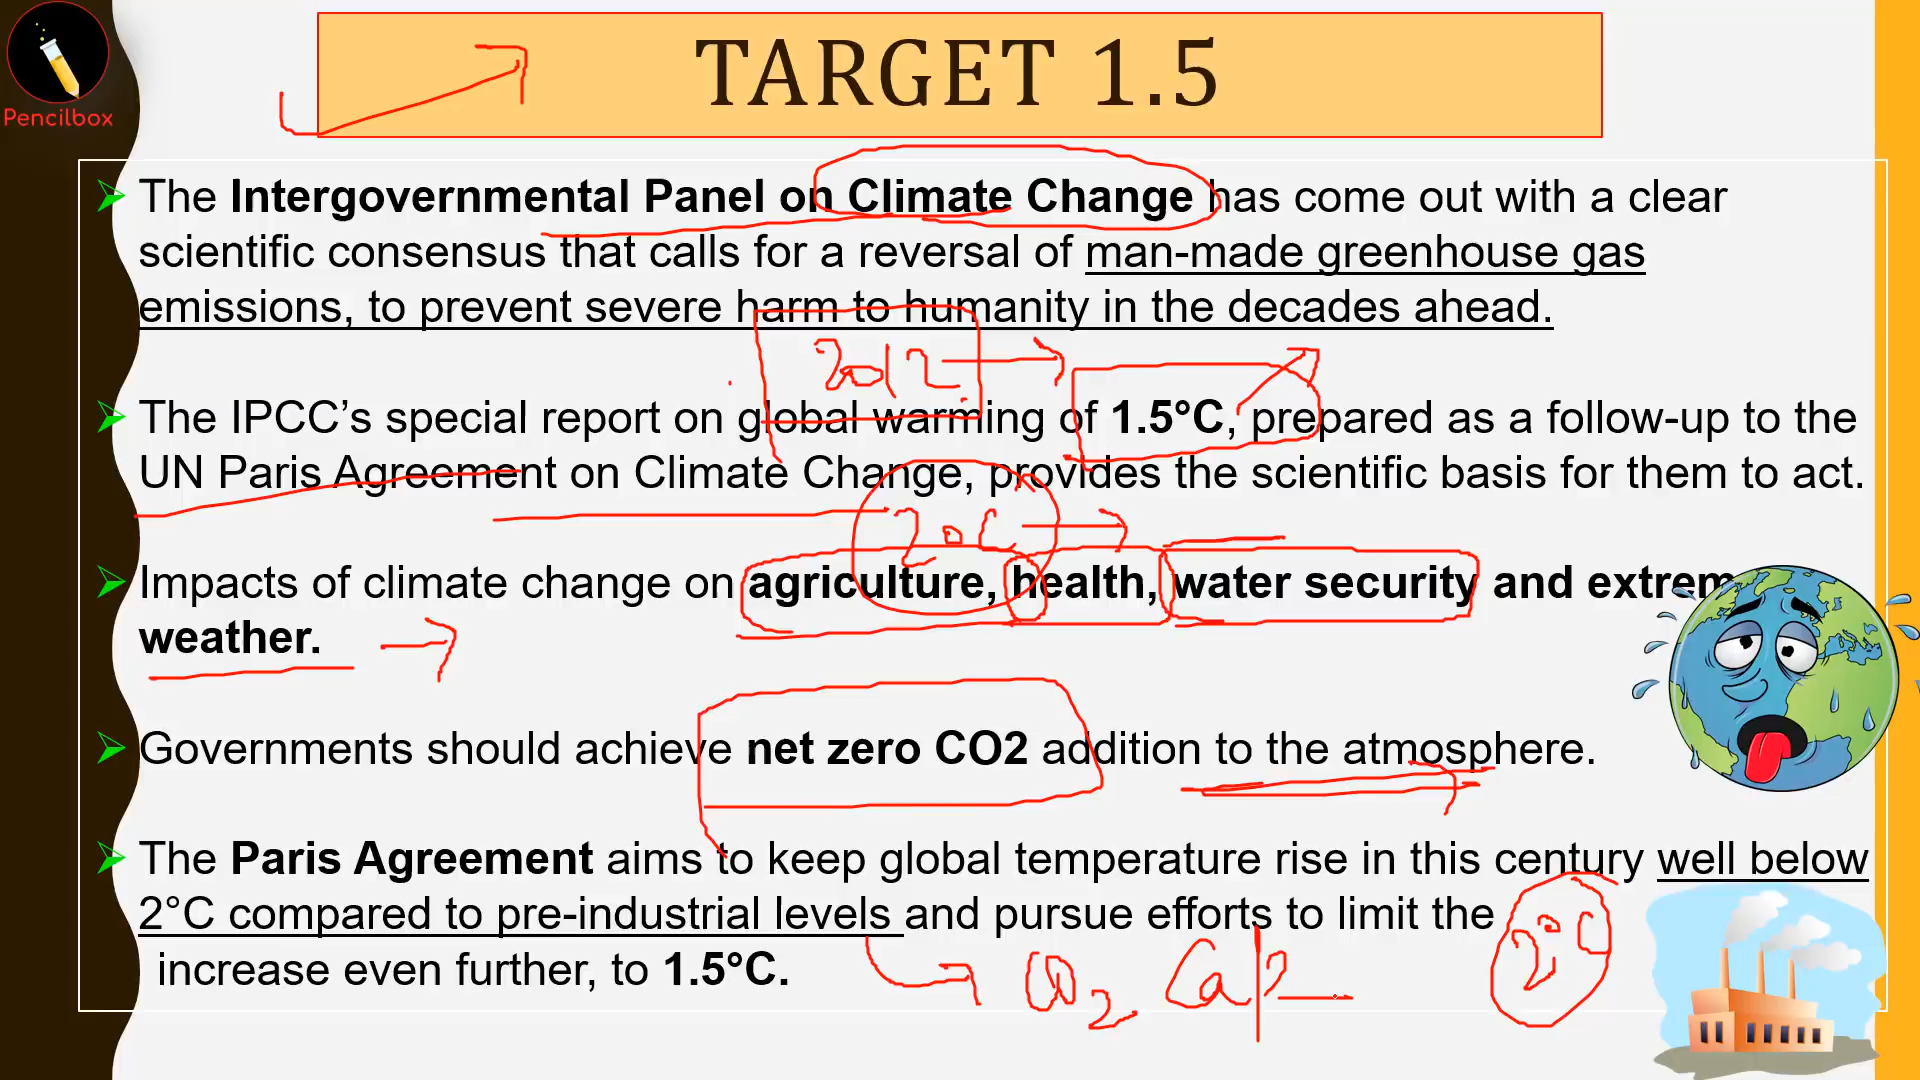 Pencilbox
TARGET 1.5
The Intergovernmental Panel on Climate Change has come out with a clear
scientific consensus that calls for a reversal of man-made greenhouse gas
emissions, to prevent severe harm to humanity in the decades ahead.
2012
The IPCC’s special report on global warming of 1.5°C, prepared as a follow-up to the
UN Paris Agreement on Climate Change, provides the scientific basis for them to act.
2°C
Impacts of climate change on agriculture, health, water security and extrem
weather.
Governments should achieve net zero CO2 addition to the atmosphere.
The Paris Agreement aims to keep global temperature rise in this century well below
2°C compared to pre-industrial levels and pursue efforts to limit the
2°C
increase even further, to 1.5°C.
CO2